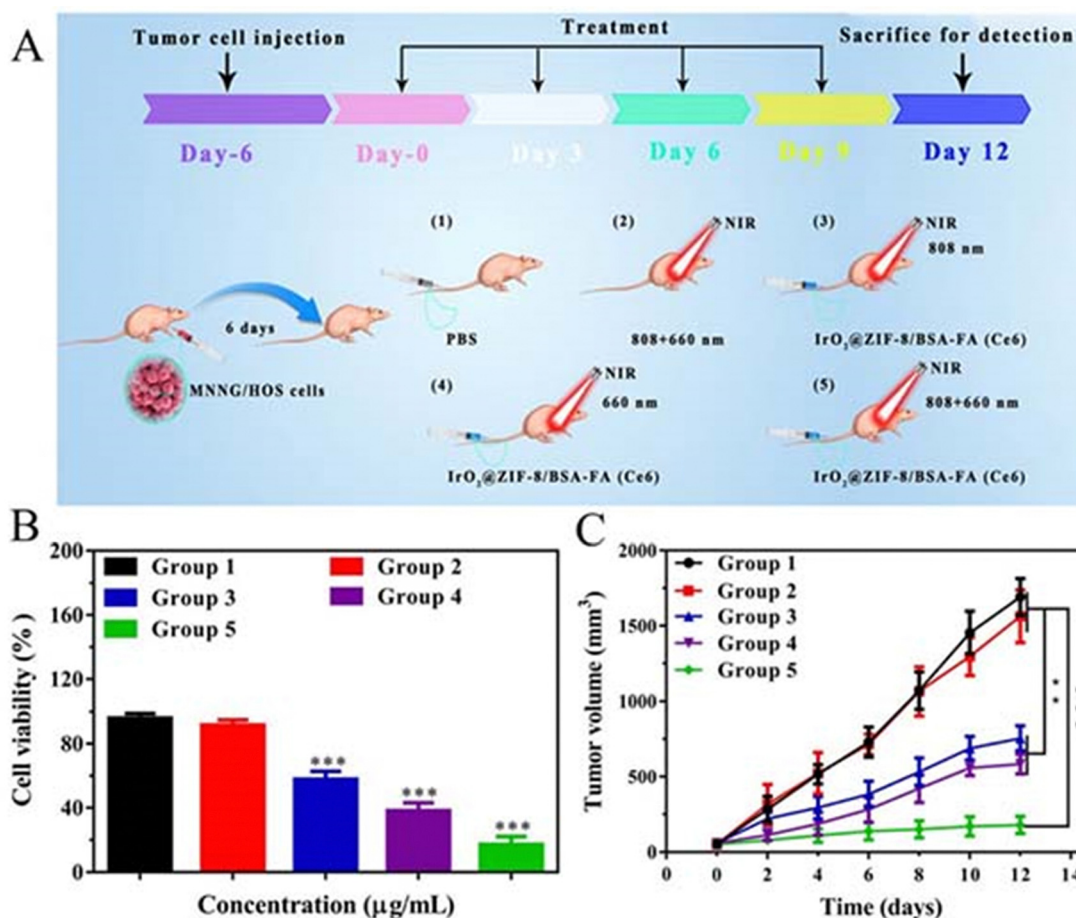 A
Tumor cell injection
Treatment
Sacrifice for detection
Day-6
Day-0
Day 3
Day 6
Day 9
Day 12
(1)
(2)
(3)
NIR
NIR
808 nm
6 days
PBS
808+660 nm
IrO2@ZIF-8/BSA-FA (Ce6)
MNNG/HOS cells
(4)
NIR
660 nm
(5)
NIR
808+660 nm
IrO2@ZIF-8/BSA-FA (Ce6)
IrO2@ZIF-8/BSA-FA (Ce6)
B
200
160
120
80
40
0
Cell viability (%)
Group 1
Group 2
Group 3
Group 4
Group 5
***
***
***
Concentration (μg/mL)
C
2000
1500
1000
500
0
Tumor volume (mm3)
Group 1
Group 2
Group 3
Group 4
Group 5
**
0 2 4 6 8 10 12 14
Time (days)